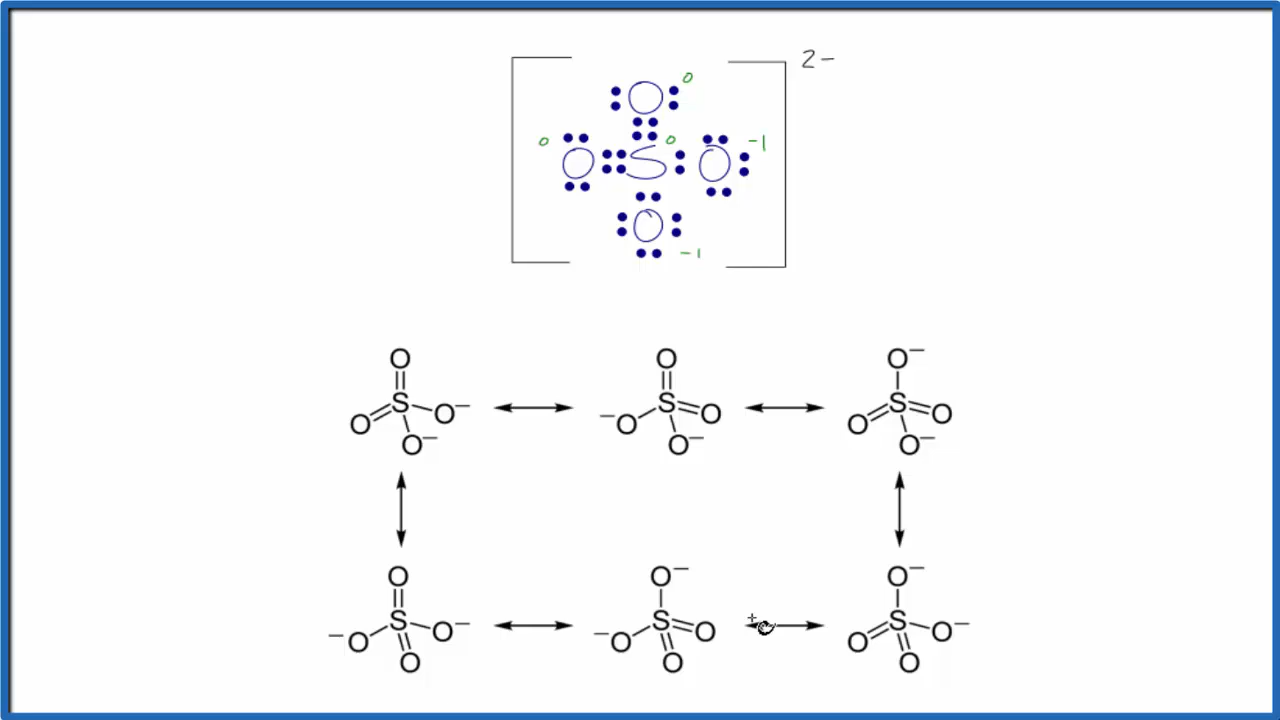 2-
O 0
0 O S 0 O -1
O
-1
O O O−
O S O− −O S O O S O
O− O− O−
O O− O−
−O S O− −O S O O S O−
O O O